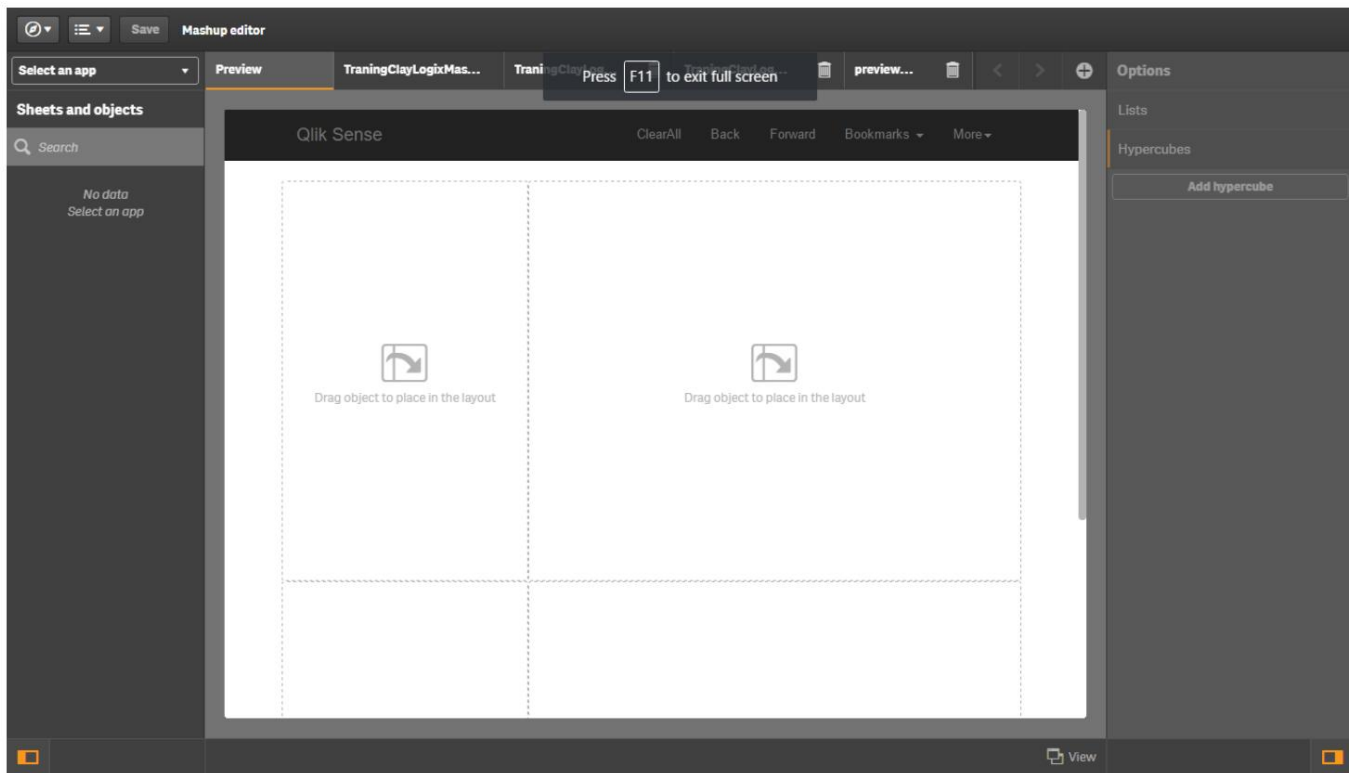 Save Mashup editor
Select an app
Preview TraningClayLogixMas... TraningClayLog... TraningClayLog... preview...
Press F11 to exit full screen
Options
Sheets and objects
Lists
Search
Hypercubes
Add hypercube
No data
Select an app
Qlik Sense ClearAll Back Forward Bookmarks More
Drag object to place in the layout
Drag object to place in the layout
View